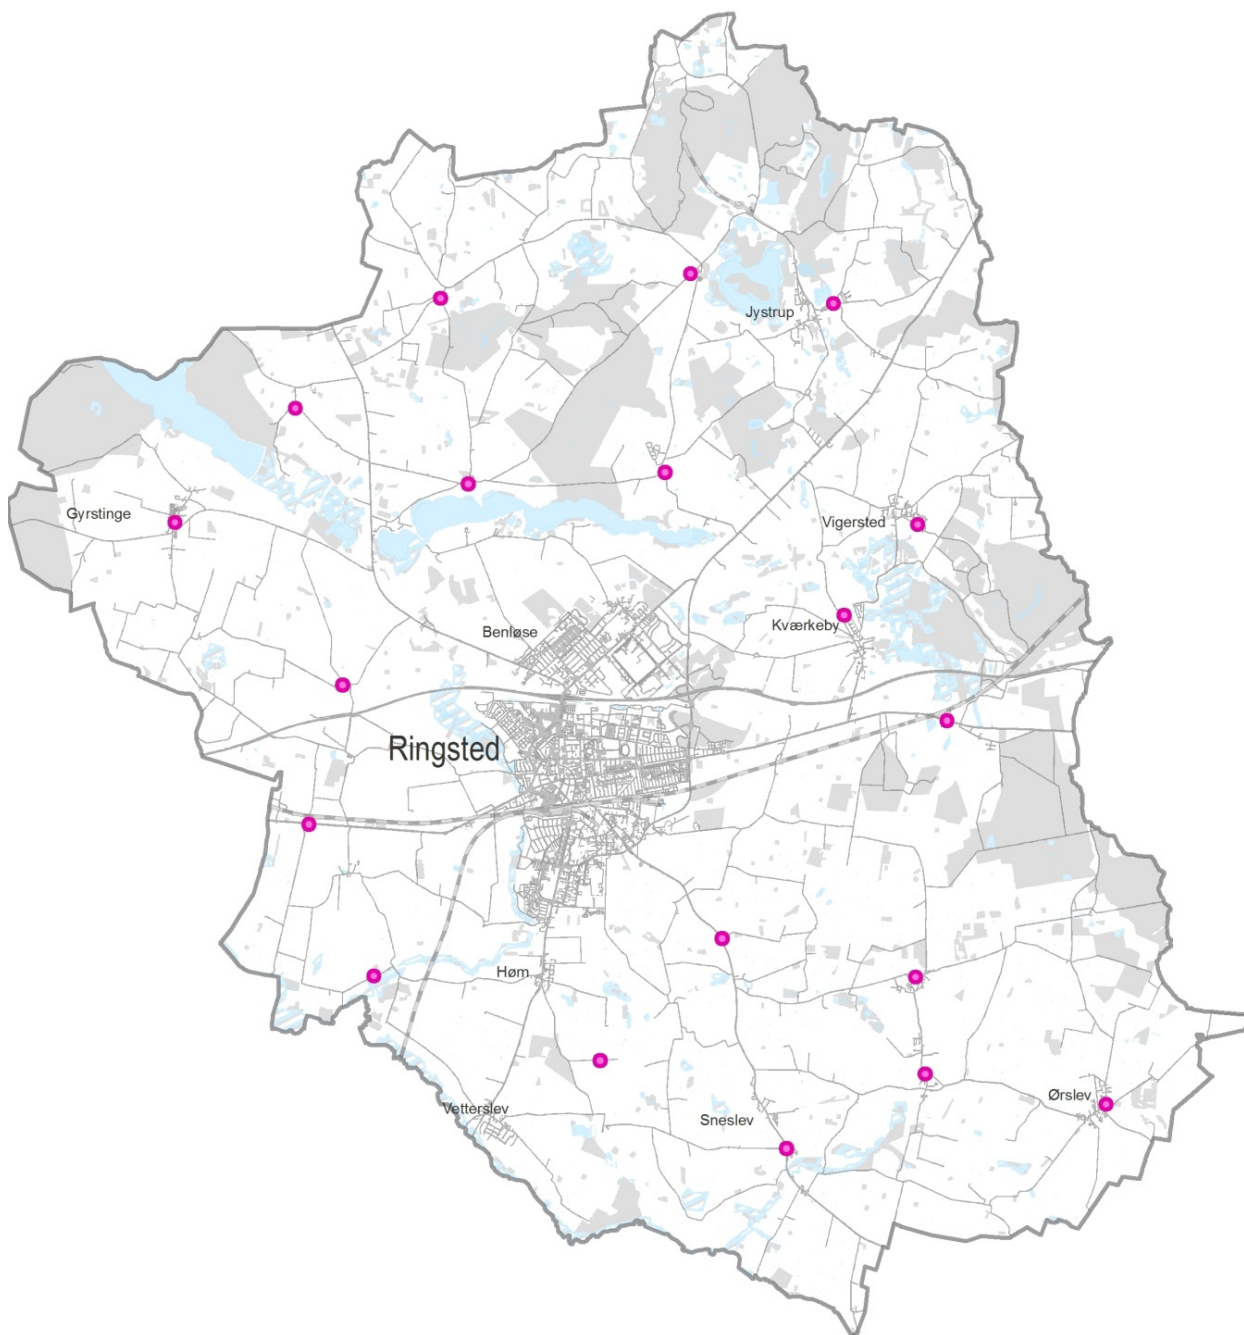 Jystrup
Gyrstinge
Vigersted
Kværkeby
Benløse
Ringsted
Høm
Ørslev
Vetterslev
Sneslev